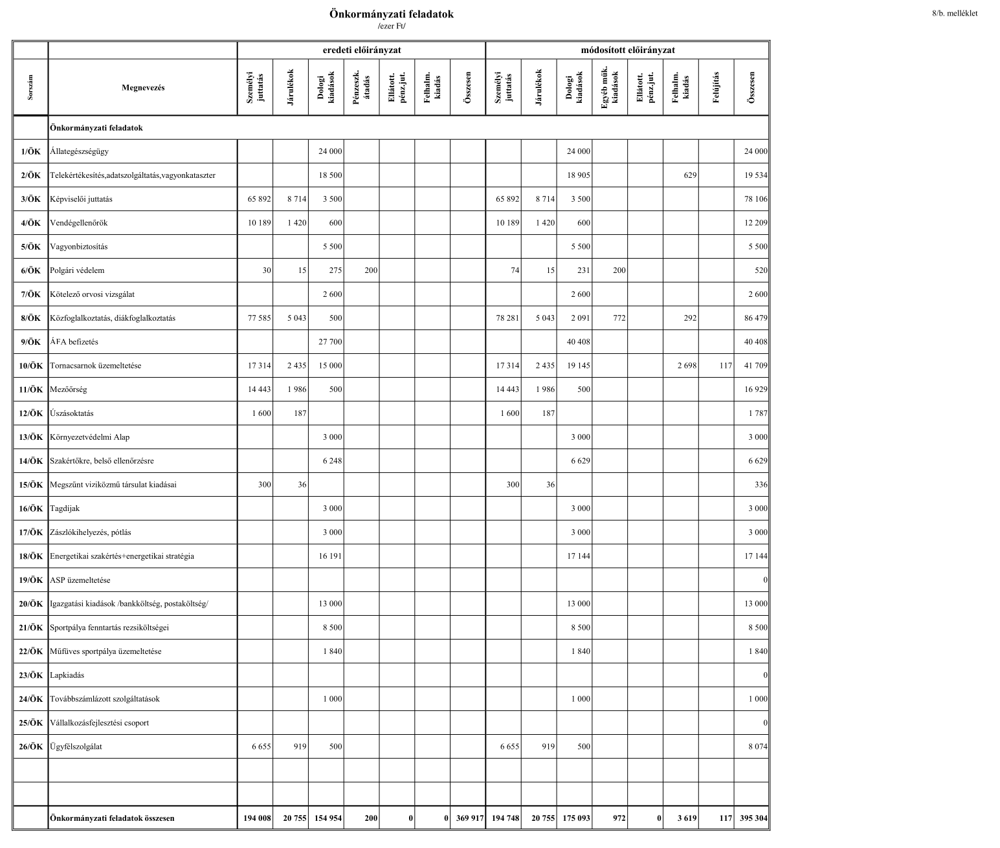 Önkormányzati feladatok
8/b. melléklet
/ezer Ft/
eredeti előirányzat módosított előirányzat
Sorszám Megnevezés Személyi juttatás Járulékok Dologi kiadások Pénzeszk. átadás Ellátott. pénz.jut. Felhalm. kiadás Összesen Személyi juttatás Járulékok Dologi kiadások Egyéb műk. kiadások Ellátott. pénz.jut. Felhalm. kiadás Felújítás Összesen
Önkormányzati feladatok
1/ÖK Állategészségügy 24 000 24 000 24 000
2/ÖK Telekértékesítés,adatszolgáltatás,vagyonkataszter 18 500 18 905 629 19 534
3/ÖK Képviselői juttatás 65 892 8 714 3 500 65 892 8 714 3 500 78 106
4/ÖK Vendégellenőrök 10 189 1 420 600 10 189 1 420 600 12 209
5/ÖK Vagyonbiztosítás 5 500 5 500 5 500
6/ÖK Polgári védelem 30 15 275 200 74 15 231 200 520
7/ÖK Kötelező orvosi vizsgálat 2 600 2 600 2 600
8/ÖK Közfoglalkoztatás, diákfoglalkoztatás 77 585 5 043 500 78 281 5 043 2 091 772 292 86 479
9/ÖK ÁFA befizetés 27 700 40 408 40 408
10/ÖK Tornacsarnok üzemeltetése 17 314 2 435 15 000 17 314 2 435 19 145 2 698 117 41 709
11/ÖK Mezőőrség 14 443 1 986 500 14 443 1 986 500 16 929
12/ÖK Úszásoktatás 1 600 187 1 600 187 1 787
13/ÖK Környezetvédelmi Alap 3 000 3 000 3 000
14/ÖK Szakértőkre, belső ellenőrzésre 6 248 6 629 6 629
15/ÖK Megszűnt viziközmű társulat kiadásai 300 36 300 36 336
16/ÖK Tagdíjak 3 000 3 000 3 000
17/ÖK Zászlókihelyezés, pótlás 3 000 3 000 3 000
18/ÖK Energetikai szakértés+energetikai stratégia 16 191 17 144 17 144
19/ÖK ASP üzemeltetése 0
20/ÖK Igazgatási kiadások /bankköltség, postaköltség/ 13 000 13 000 13 000
21/ÖK Sportpálya fenntartás rezsiköltségei 8 500 8 500 8 500
22/ÖK Műfüves sportpálya üzemeltetése 1 840 1 840 1 840
23/ÖK Lapkiadás 0
24/ÖK Továbbszámlázott szolgáltatások 1 000 1 000 1 000
25/ÖK Vállalkozásfejlesztési csoport 0
26/ÖK Ügyfélszolgálat 6 655 919 500 6 655 919 500 8 074
Önkormányzati feladatok összesen 194 008 20 755 154 954 200 0 0 369 917 194 748 20 755 175 093 972 0 3 619 117 395 304